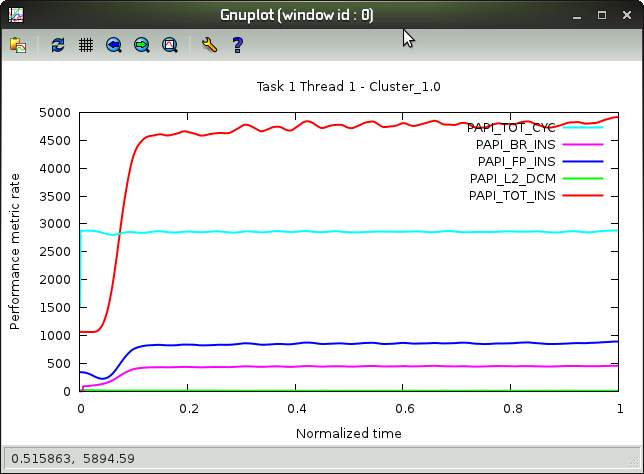 Gnuplot (window id : 0)
?
Task 1 Thread 1 - Cluster_1.0
5000
4500
4000
3500
3000
2500
2000
1500
1000
500
0
Performance metric rate
PAPI_TOT_CYC
PAPI_BR_INS
PAPI_FP_INS
PAPI_L2_DCM
PAPI_TOT_INS
0 0.2 0.4 0.6 0.8 1
Normalized time
0.515863, 5894.59